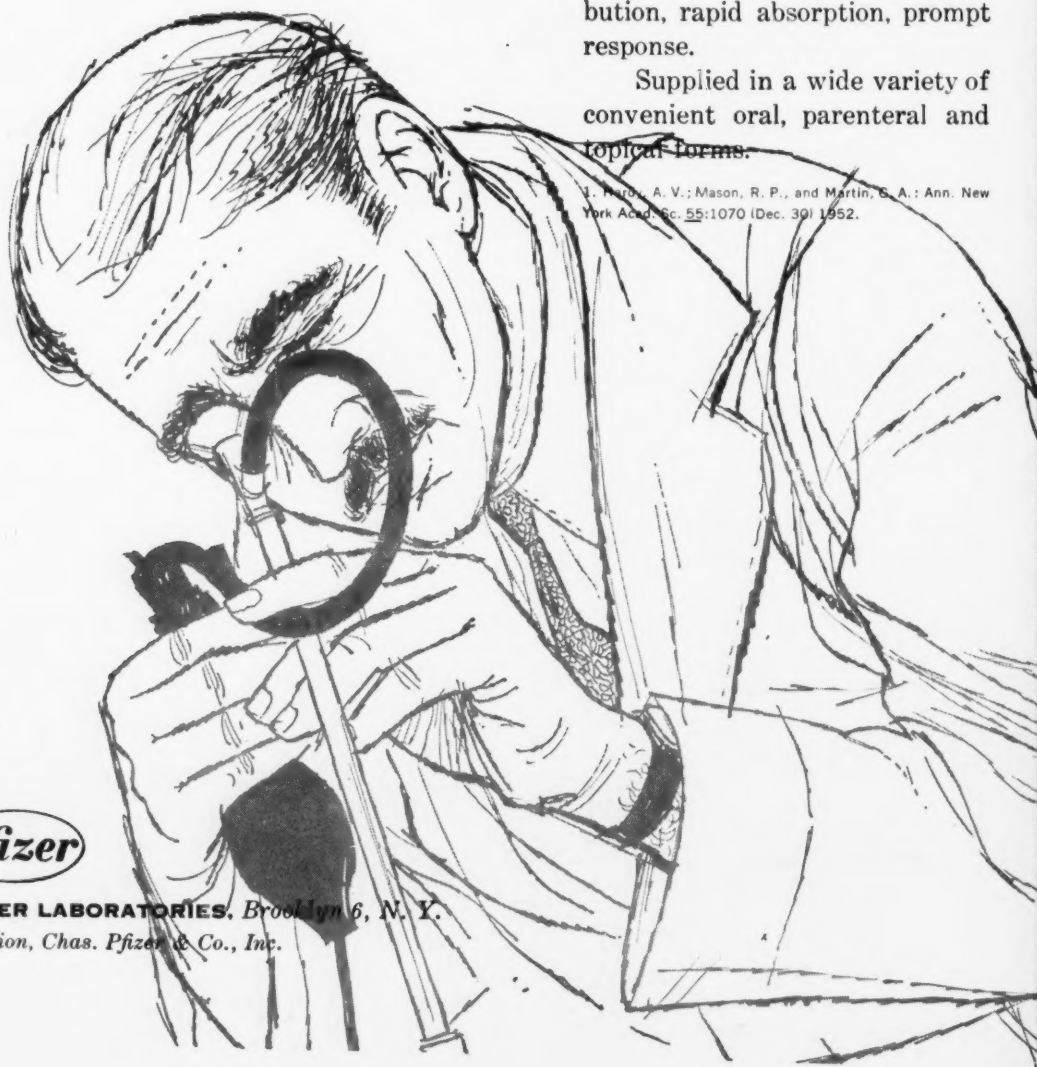 bution, rapid absorption, prompt
response.
Supplied in a wide variety of
convenient oral, parenteral and
topical forms.
1. Hardy, A. V.; Mason, R. P., and Martin, G. A.: Ann. New
York Acad. Sc. 55:1070 (Dec. 30) 1952.
izer
ER LABORATORIES, Brooklyn 6, N. Y.
ion, Chas. Pfizer & Co., Inc.